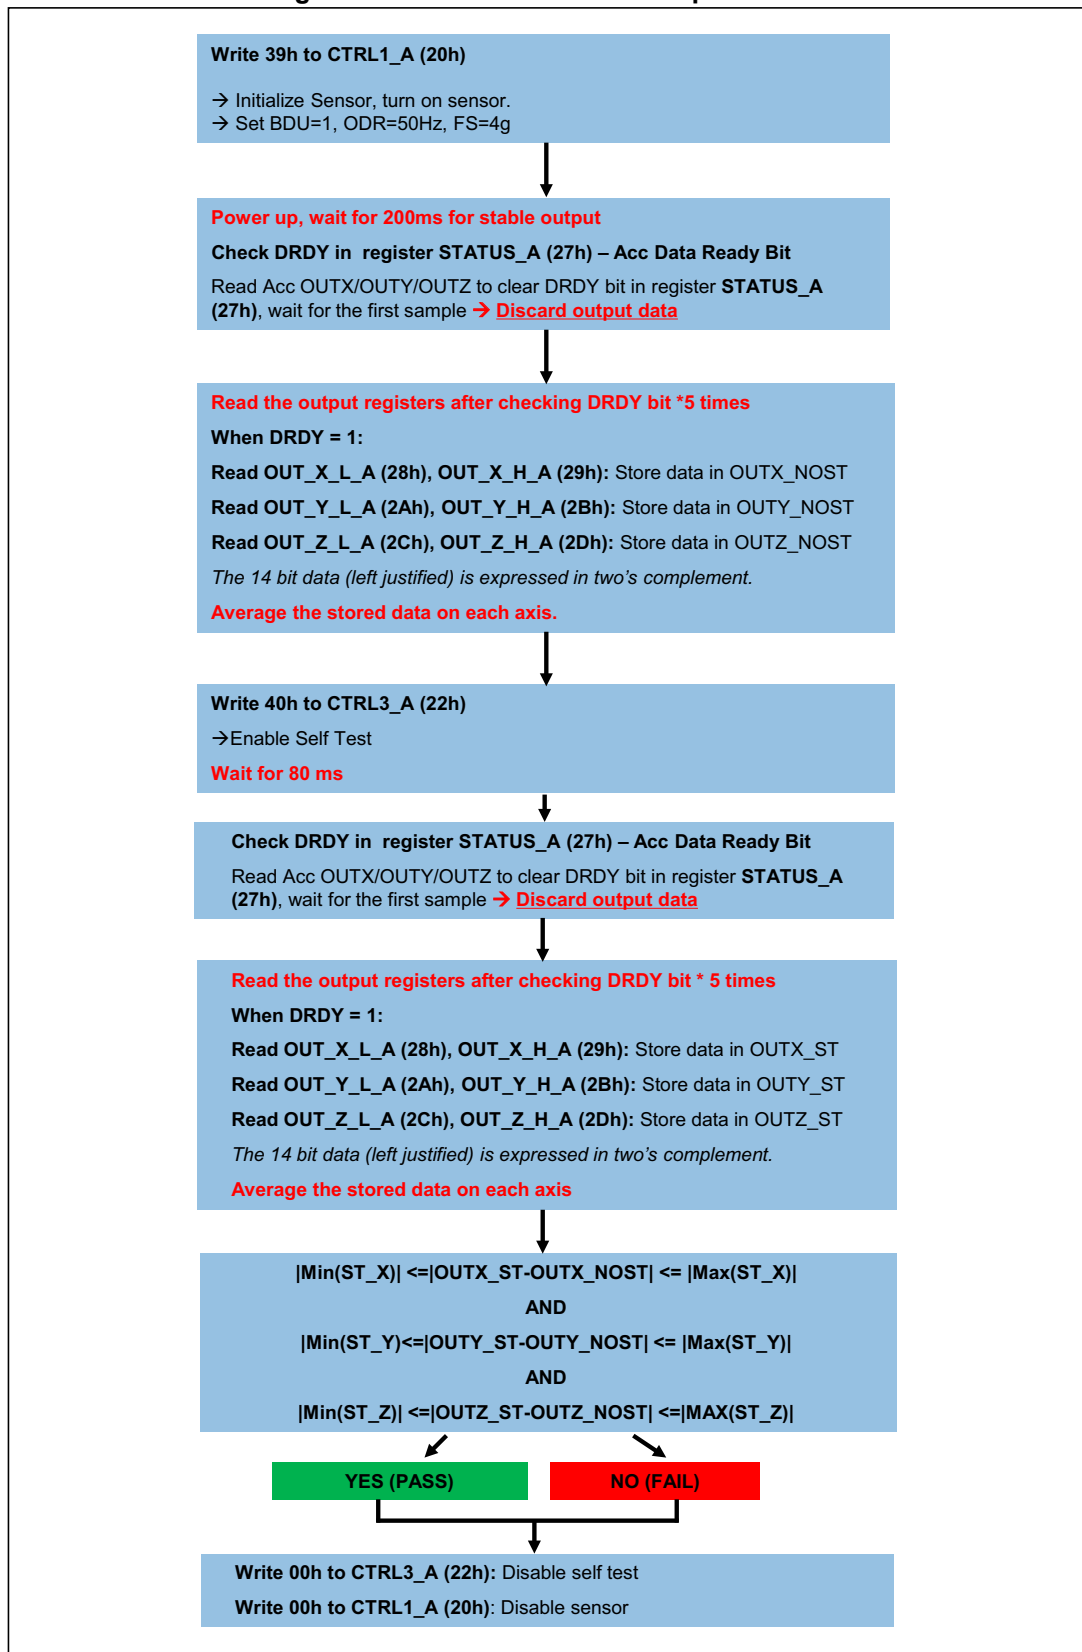 Write 39h to CTRL1_A (20h)
→ Initialize Sensor, turn on sensor.
→ Set BDU=1, ODR=50Hz, FS=4g
Power up, wait for 200ms for stable output
Check DRDY in register STATUS_A (27h) – Acc Data Ready Bit
Read Acc OUTX/OUTY/OUTZ to clear DRDY bit in register STATUS_A
(27h), wait for the first sample → Discard output data
Read the output registers after checking DRDY bit *5 times
When DRDY = 1:
Read OUT_X_L_A (28h), OUT_X_H_A (29h): Store data in OUTX_NOST
Read OUT_Y_L_A (2Ah), OUT_Y_H_A (2Bh): Store data in OUTY_NOST
Read OUT_Z_L_A (2Ch), OUT_Z_H_A (2Dh): Store data in OUTZ_NOST
The 14 bit data (left justified) is expressed in two's complement.
Average the stored data on each axis.
Write 40h to CTRL3_A (22h)
→Enable Self Test
Wait for 80 ms
Check DRDY in register STATUS_A (27h) – Acc Data Ready Bit
Read Acc OUTX/OUTY/OUTZ to clear DRDY bit in register STATUS_A
(27h), wait for the first sample → Discard output data
Read the output registers after checking DRDY bit * 5 times
When DRDY = 1:
Read OUT_X_L_A (28h), OUT_X_H_A (29h): Store data in OUTX_ST
Read OUT_Y_L_A (2Ah), OUT_Y_H_A (2Bh): Store data in OUTY_ST
Read OUT_Z_L_A (2Ch), OUT_Z_H_A (2Dh): Store data in OUTZ_ST
The 14 bit data (left justified) is expressed in two's complement.
Average the stored data on each axis
|Min(ST_X)| <=|OUTX_ST-OUTX_NOST| <= |Max(ST_X)|
AND
|Min(ST_Y)<=|OUTY_ST-OUTY_NOST| <= |Max(ST_Y)|
AND
|Min(ST_Z)| <=|OUTZ_ST-OUTZ_NOST| <=|MAX(ST_Z)|
YES (PASS)
NO (FAIL)
Write 00h to CTRL3_A (22h): Disable self test
Write 00h to CTRL1_A (20h): Disable sensor